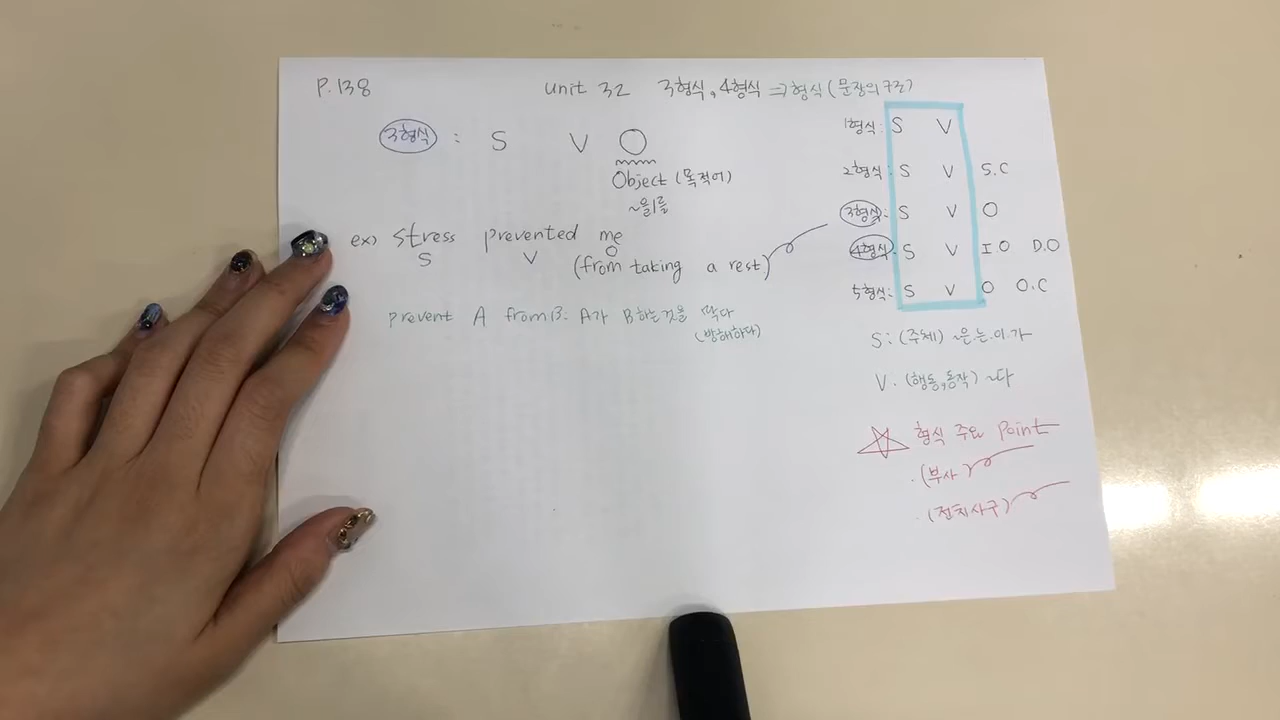 P.138
unit 32 3형식, 4형식 ⇒ 형식 (문장의 구조)
3형식 : S V O
Object (목적어)
~을/를
ex) stress prevented me
S V O
(from taking a rest)
prevent A from B: A가 B하는것을 막다
(방해하다)
1형식: S V
2형식: S V S.C
3형식: S V O
4형식: S V I O D.O
5형식: S V O O.C
S: (주체) ~은.는.이.가
V: (행동,동작) ~다
☆ 형식 주요 Point
· (부사)
· (전치사구)